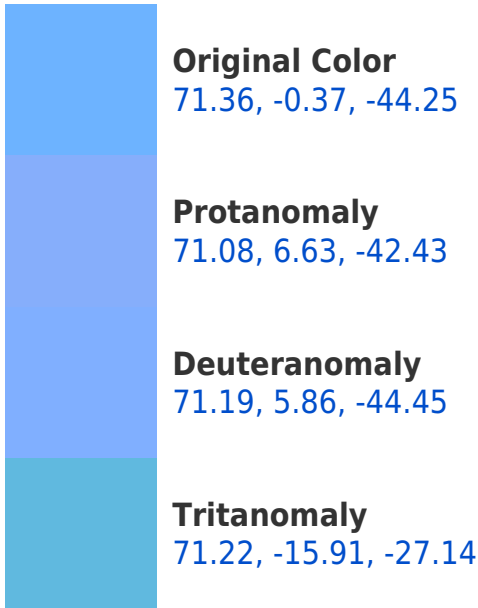 Original Color
71.36, -0.37, -44.25
Protanomaly
71.08, 6.63, -42.43
Deuteranomaly
71.19, 5.86, -44.45
Tritanomaly
71.22, -15.91, -27.14